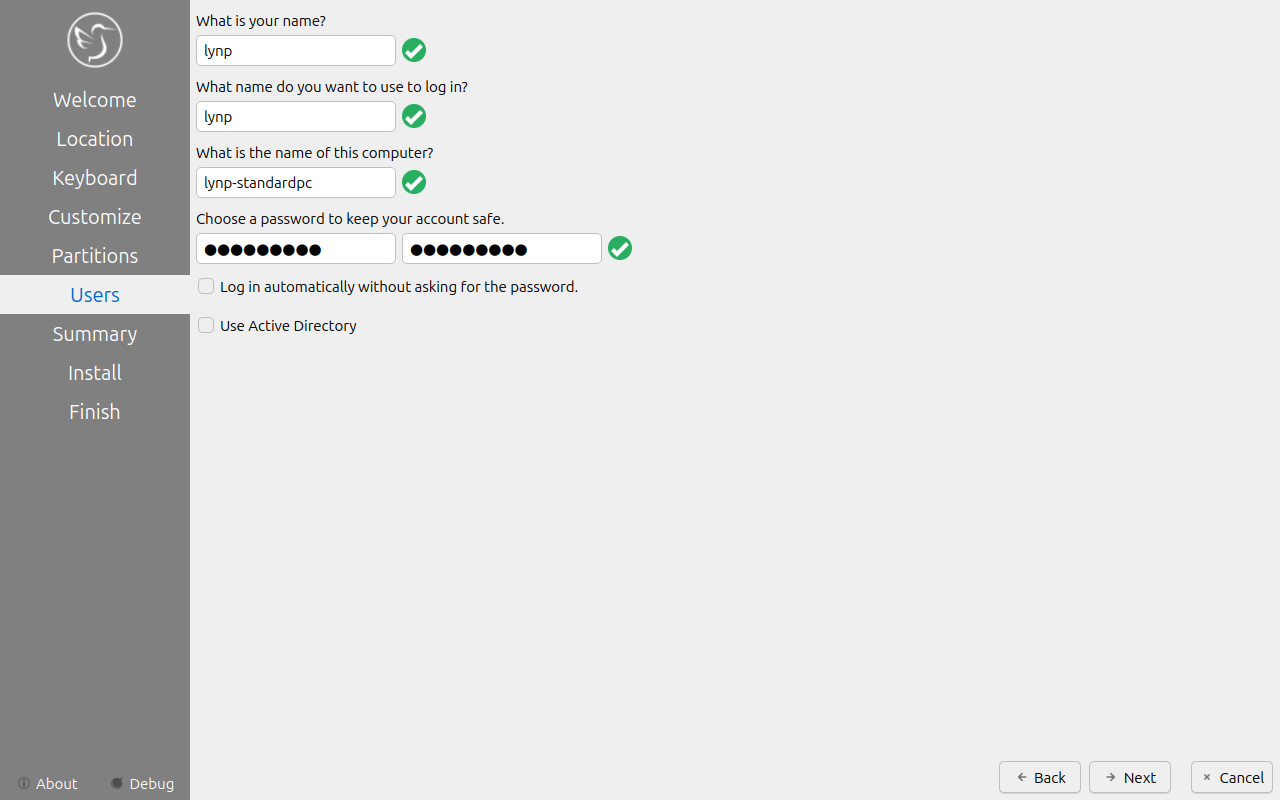 Welcome
Location
Keyboard
Customize
Partitions
Users
Summary
Install
Finish
About
Debug
What is your name?
lynp
What name do you want to use to log in?
lynp
What is the name of this computer?
lynp-standardpc
Choose a password to keep your account safe.
●●●●●●●●● ●●●●●●●●●
Log in automatically without asking for the password.
Use Active Directory
Back
Next
Cancel